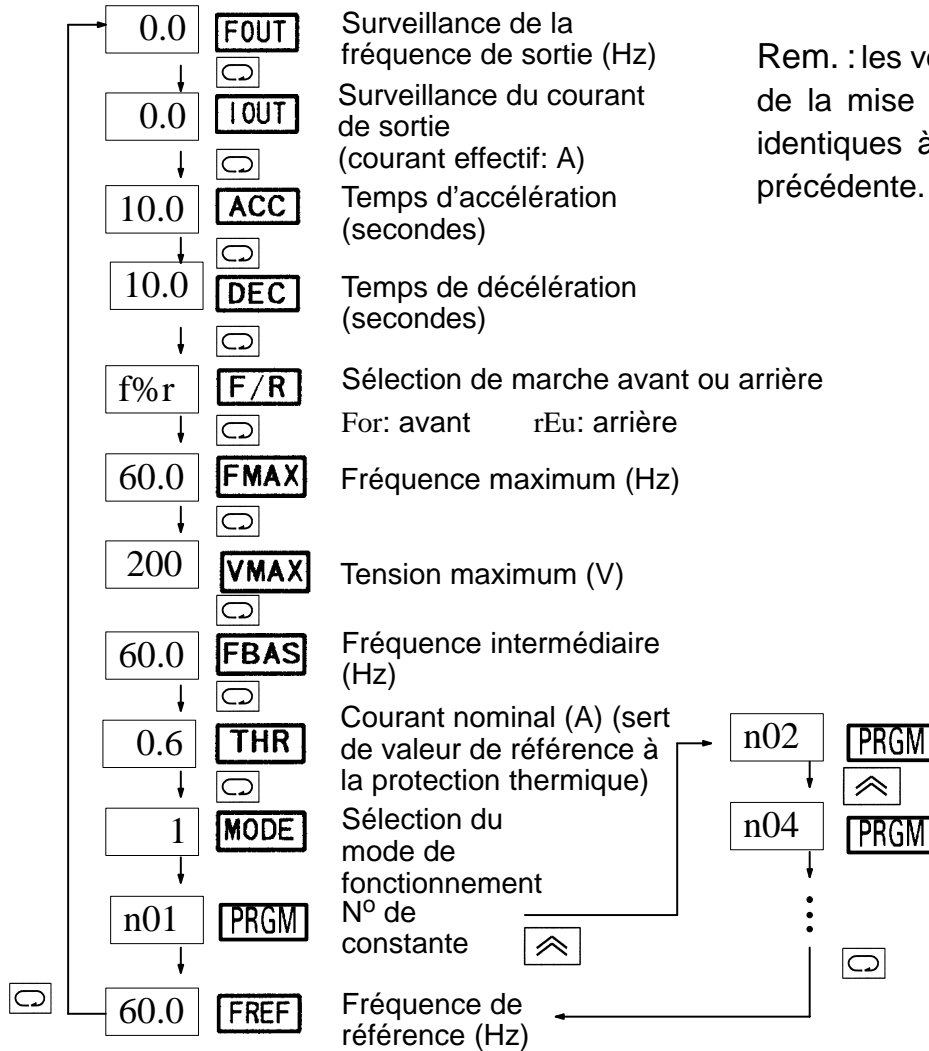 0.0 FOUT Surveillance de la
fréquence de sortie (Hz)
0.0 IOUT Surveillance du courant
de sortie
(courant effectif: A)
10.0 ACC Temps d'accélération
(secondes)
10.0 DEC Temps de décélération
(secondes)
f%r F/R Sélection de marche avant ou arrière
For: avant rEu: arrière
60.0 FMAX Fréquence maximum (Hz)
200 VMAX Tension maximum (V)
60.0 FBAS Fréquence intermédiaire
(Hz)
0.6 THR Courant nominal (A) (sert
de valeur de référence à
la protection thermique)
1 MODE Sélection du
mode de
fonctionnement
n01 PRGM Nº de
constante
60.0 FREF Fréquence de
référence (Hz)
Rem. : les
de la mise
identiques à
précédente.
n02 PRGM
n04 PRGM